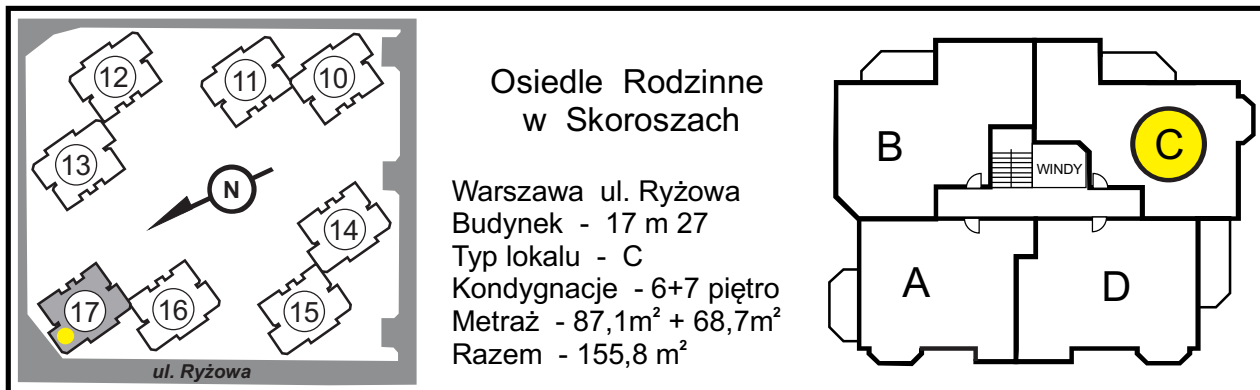 12
11
10
13
N
14
17
16
15
ul. Ryżowa
Osiedle Rodzinne
w Skoroszach
Warszawa ul. Ryżowa
Budynek - 17 m 27
Typ lokalu - C
Kondygnacje - 6+7 piętro
Metraż - 87,1m² + 68,7m²
Razem - 155,8 m²
B
C
WINDY
A
D